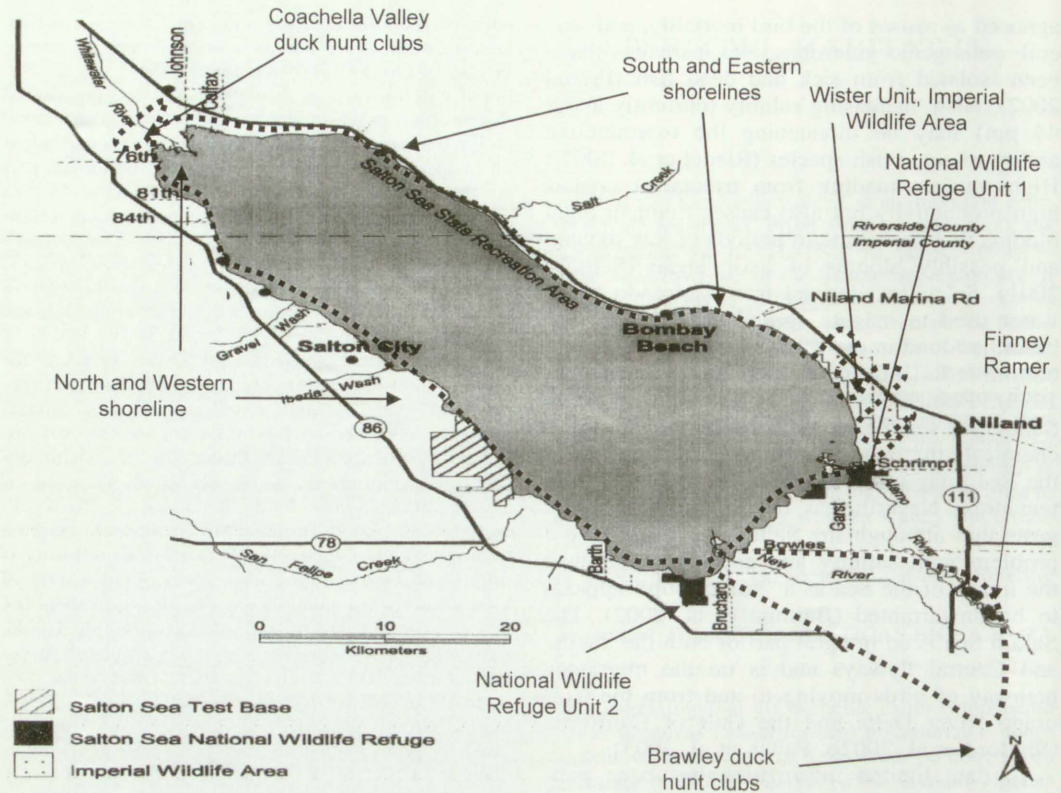 Coachella Valley
duck hunt clubs
Johnson
Colfax
Whitewater
River
76th
81th
84th
South and Eastern
shorelines
Wister Unit, Imperial
Wildlife Area
National Wildlife
Refuge Unit 1
Salt
Creek
Salton Sea State Recreation Area
Riverside County
Imperial County
Niland Marina Rd
Bombay
Beach
Finney
Ramer
Gravel Wash
Salton City
Iberia Wash
North and Western
shoreline
86
Niland
Schrimpf
111
Alamo
River
Garst
78
San Felipe Creek
Barth
Bowles
New
River
Bruchard
0 10 20
Kilometers
National Wildlife
Refuge Unit 2
Salton Sea Test Base
Salton Sea National Wildlife Refuge
Imperial Wildlife Area
Brawley duck
hunt clubs
N